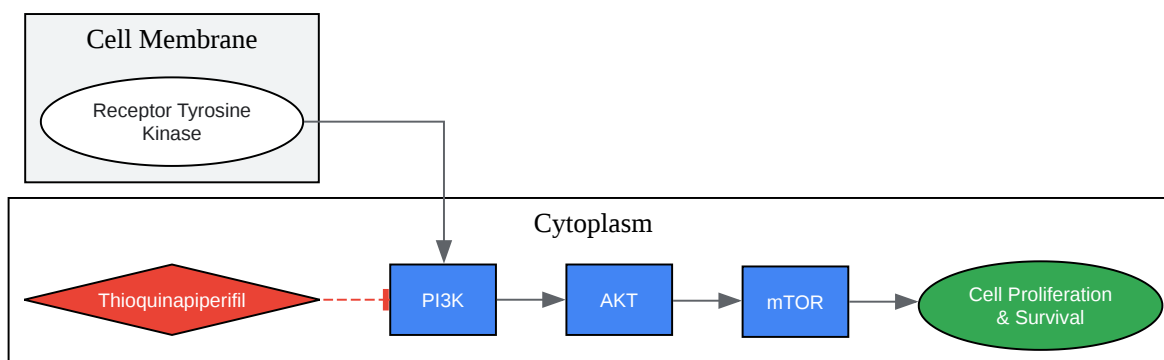 Cell Membrane
Receptor Tyrosine
Kinase
Cytoplasm
Thioquinapiperifil
PI3K
AKT
mTOR
Cell Proliferation
& Survival